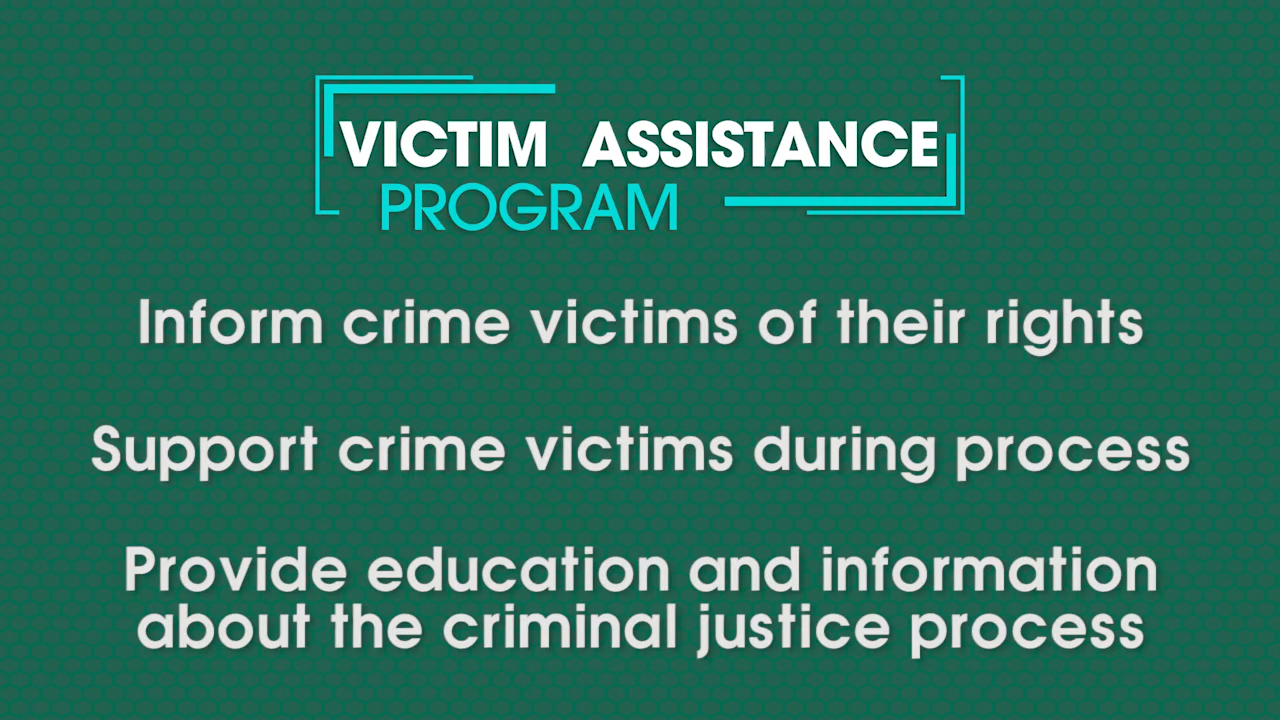 VICTIM ASSISTANCE
PROGRAM
Inform crime victims of their rights
Support crime victims during process
Provide education and information
about the criminal justice process